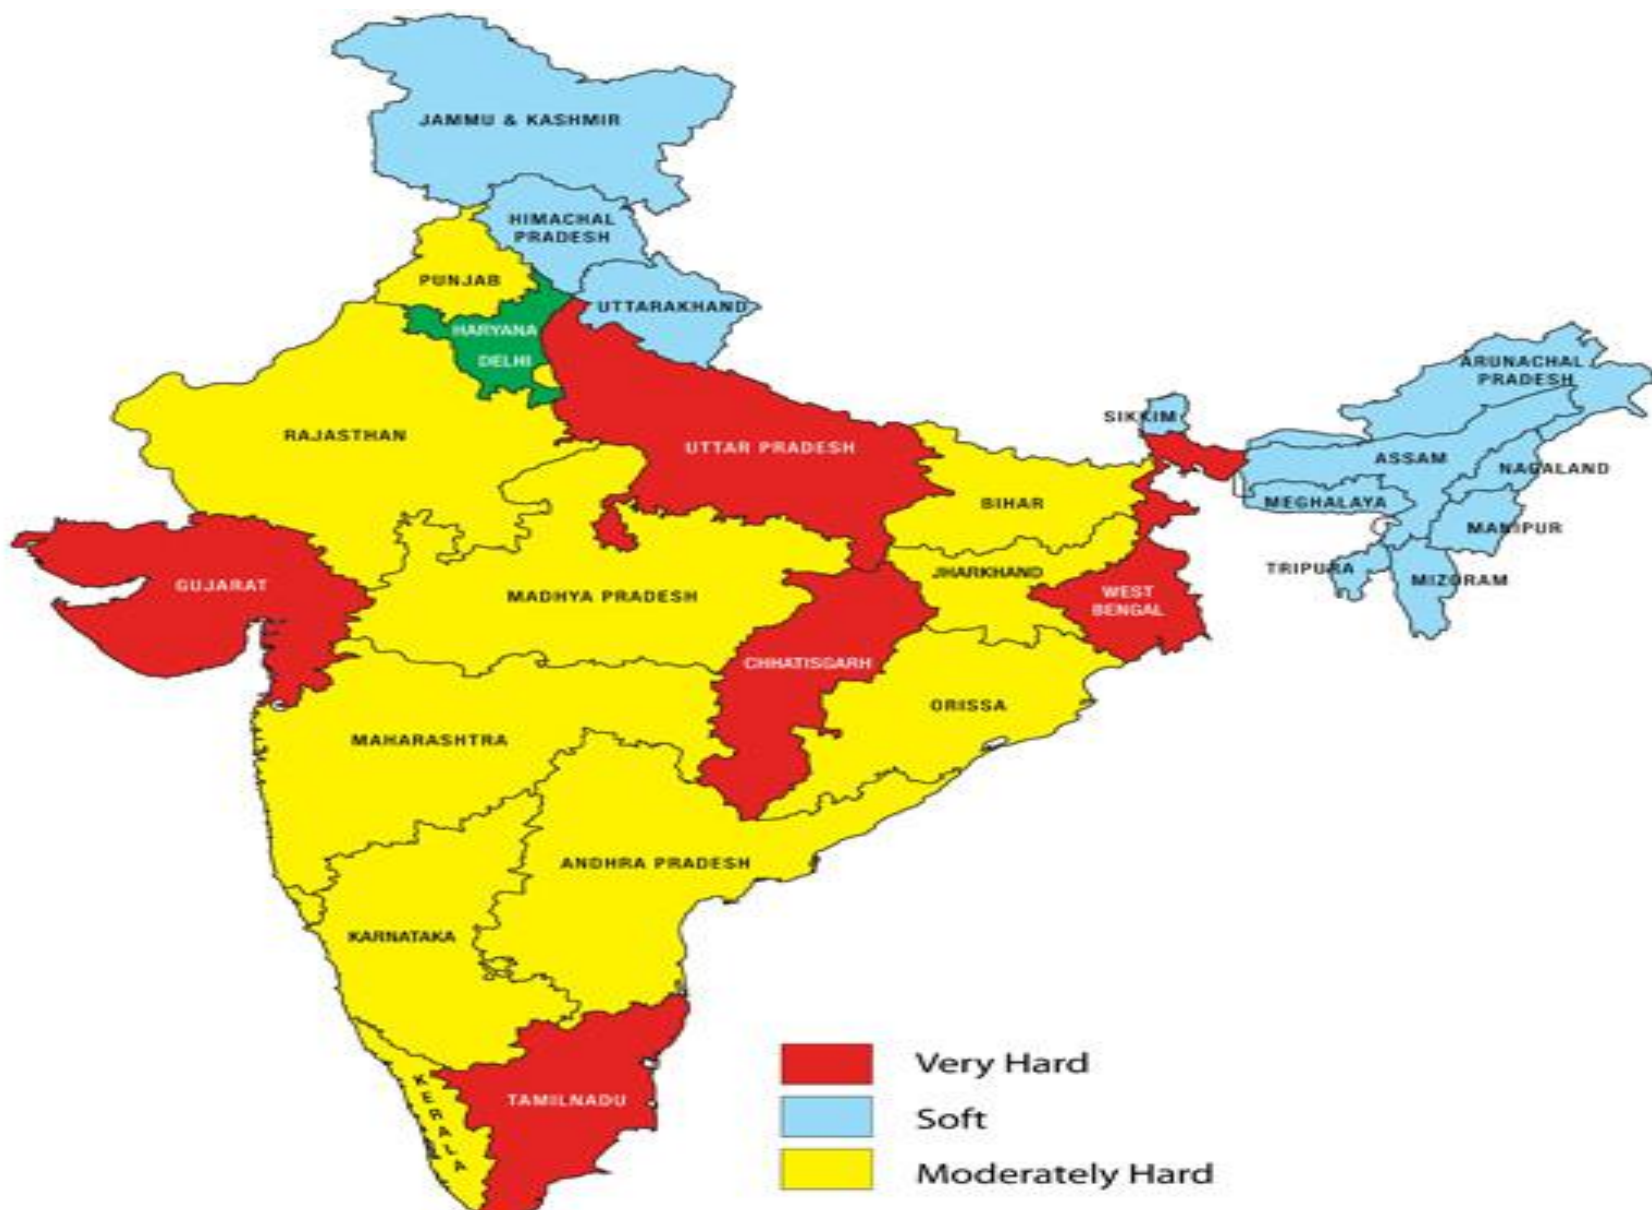 JAMMU & KASHMIR
HIMACHAL
PRADESH
PUNJAB
UTTARAKHAND
HARYANA
DELHI
ARUNACHAL
PRADESH
SIKKIM
RAJASTHAN
UTTAR PRADESH
ASSAM
NAGALAND
BIHAR
MEGHALAYA
MANIPUR
JHARKHAND
TRIPURA
MIZORAM
GUJARAT
MADHYA PRADESH
WEST
BENGAL
CHHATISGARH
ORISSA
MAHARASHTRA
ANDHRA PRADESH
KARNATAKA
KERALA
TAMILNADU
Very Hard
Soft
Moderately Hard